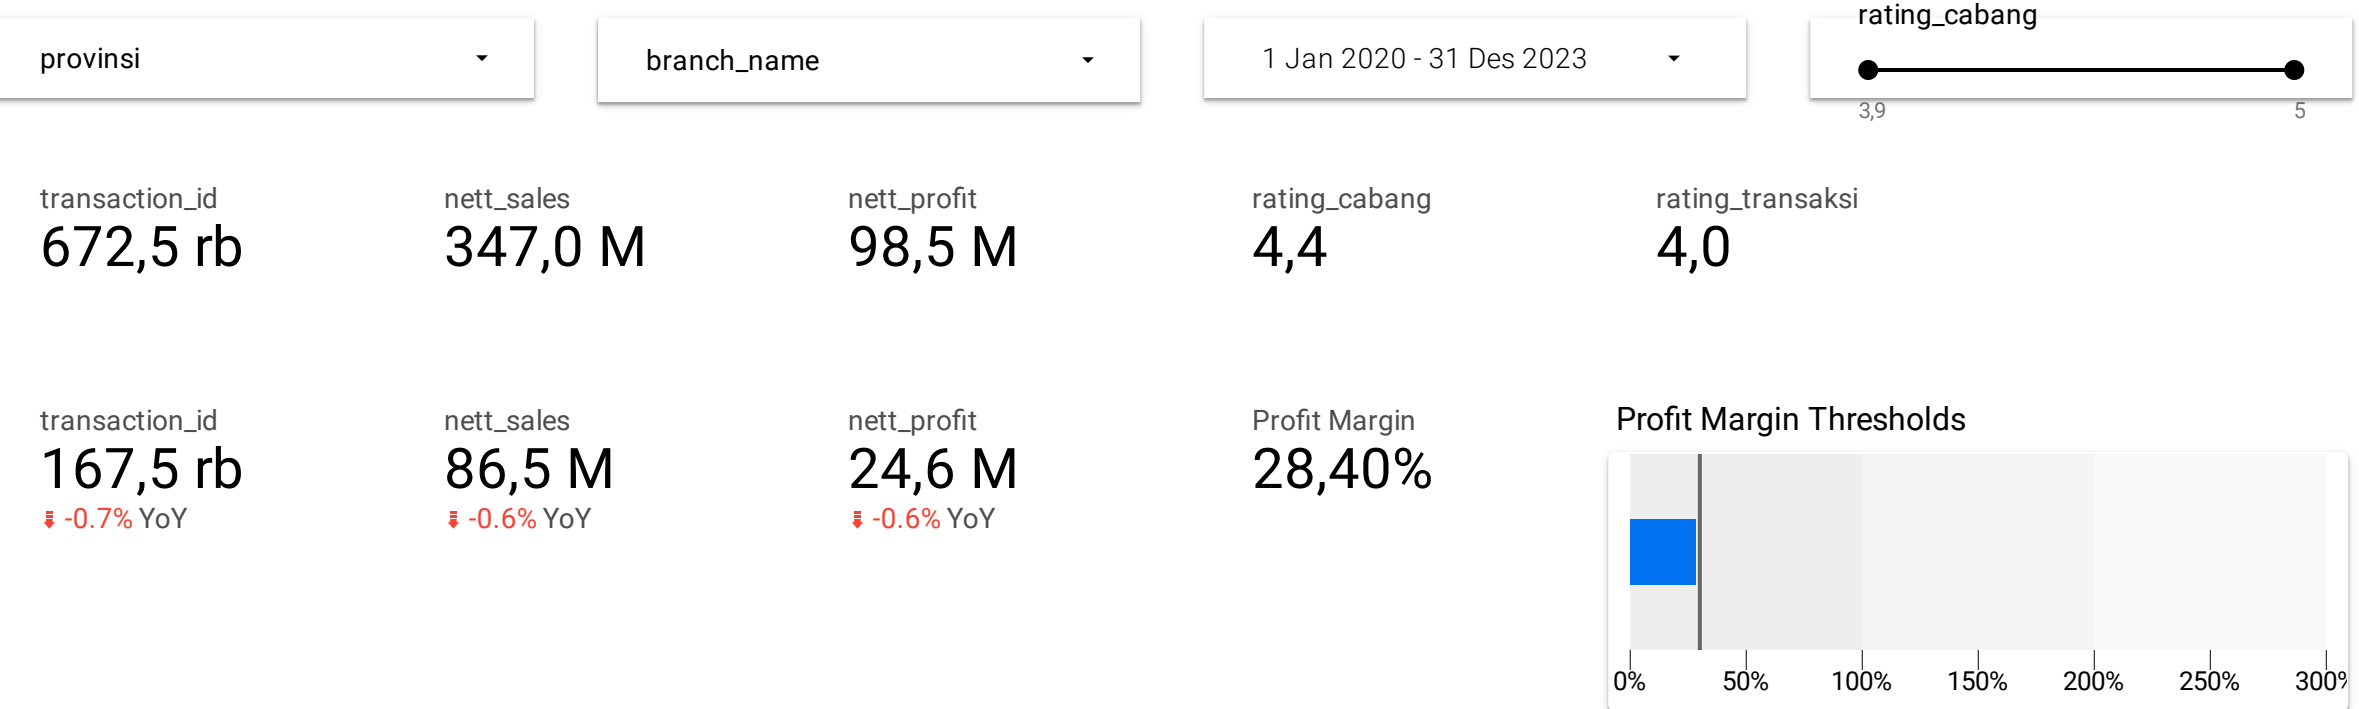 provinsi
branch_name
1 Jan 2020 - 31 Des 2023
rating_cabang
3,9
5
transaction_id
672,5 rb
nett_sales
347,0 M
nett_profit
98,5 M
rating_cabang
4,4
rating_transaksi
4,0
transaction_id
167,5 rb
-0.7% YoY
nett_sales
86,5 M
-0.6% YoY
nett_profit
24,6 M
-0.6% YoY
Profit Margin
28,40%
Profit Margin Thresholds
0% 50% 100% 150% 200% 250% 300%